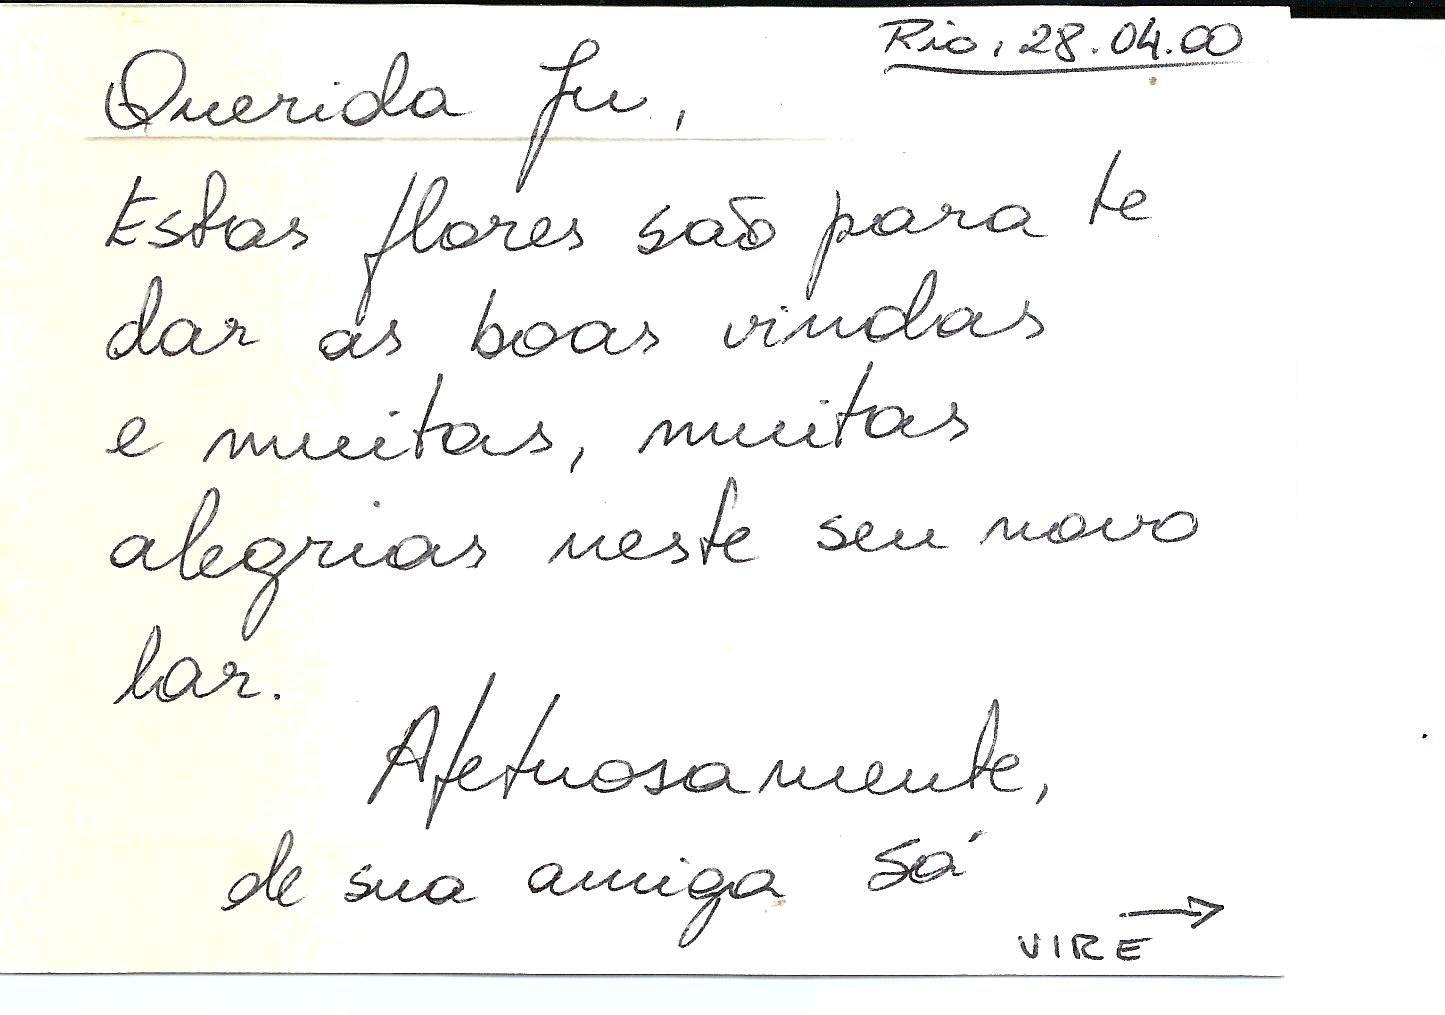 Rio, 28.04.00
Querida Ju,
Estas flores são para te
dar as boas vindas
e muitas, muitas
alegrias neste seu novo
lar.
Afetuosamente,
de sua amiga Sá
VIRE →